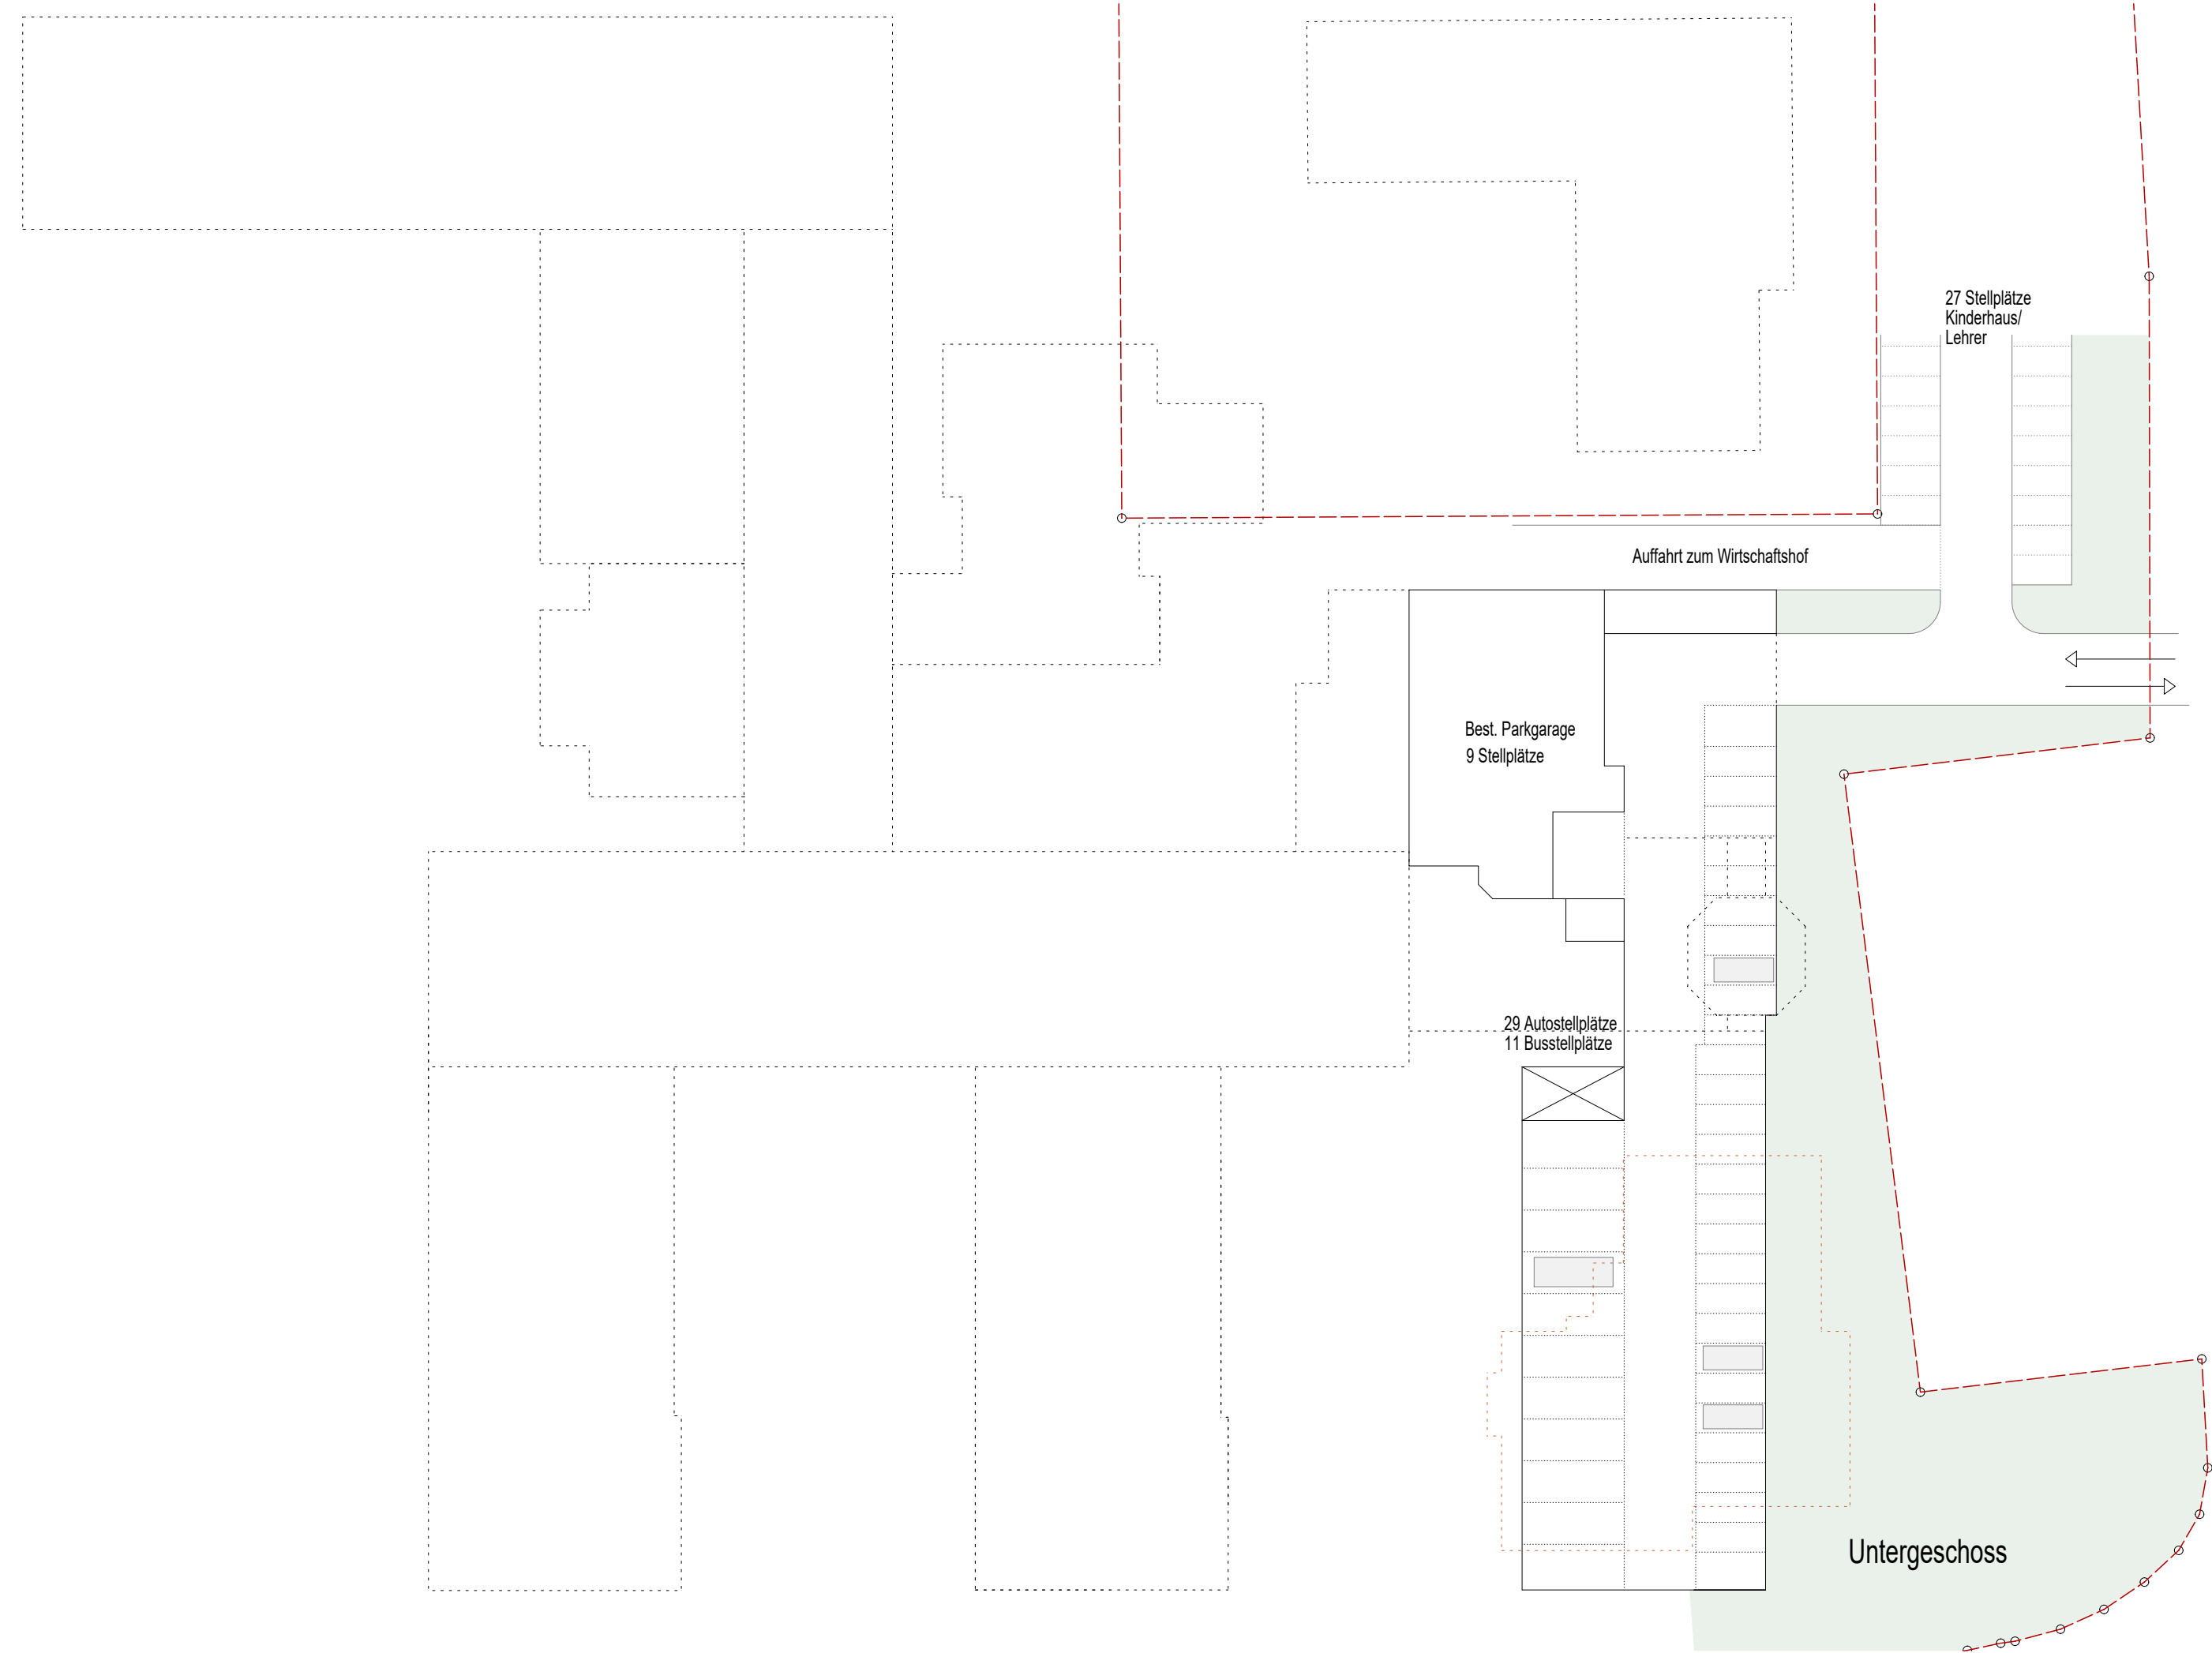 27 Stellplätze
Kinderhaus/
Lehrer
Auffahrt zum Wirtschaftshof
Best. Parkgarage
9 Stellplätze
29 Autostellplätze
11 Busstellplätze
Untergeschoss